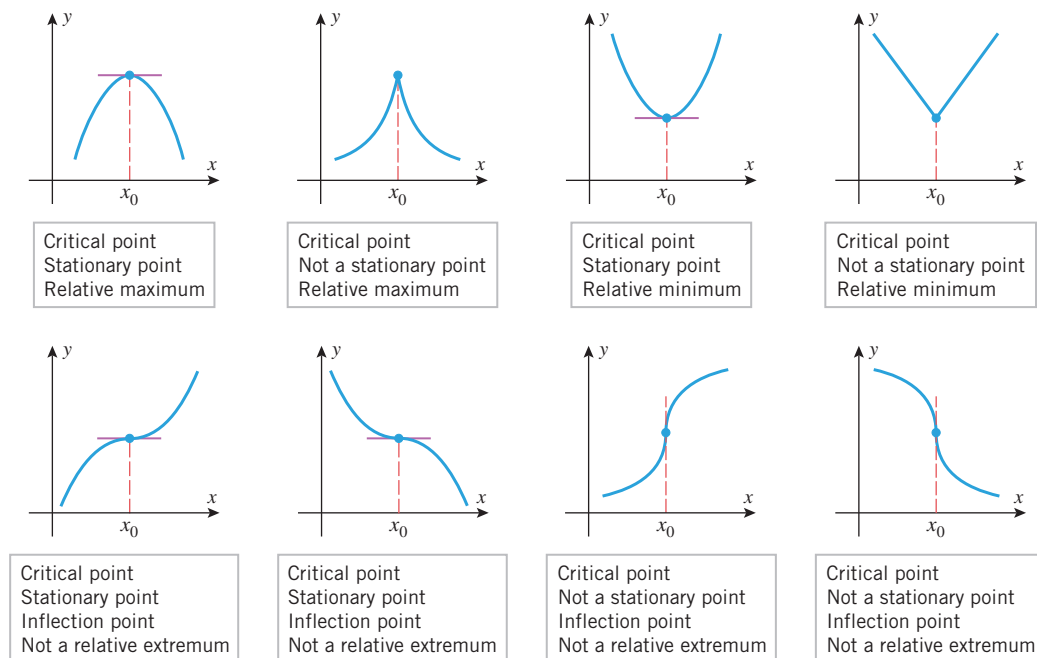 y
x
x0
Critical point
Stationary point
Relative maximum
y
x
x0
Critical point
Not a stationary point
Relative maximum
y
x
x0
Critical point
Stationary point
Relative minimum
y
x
x0
Critical point
Not a stationary point
Relative minimum
y
x
x0
Critical point
Stationary point
Inflection point
Not a relative extremum
y
x
x0
Critical point
Stationary point
Inflection point
Not a relative extremum
y
x
x0
Critical point
Not a stationary point
Inflection point
Not a relative extremum
y
x
x0
Critical point
Not a stationary point
Inflection point
Not a relative extremum